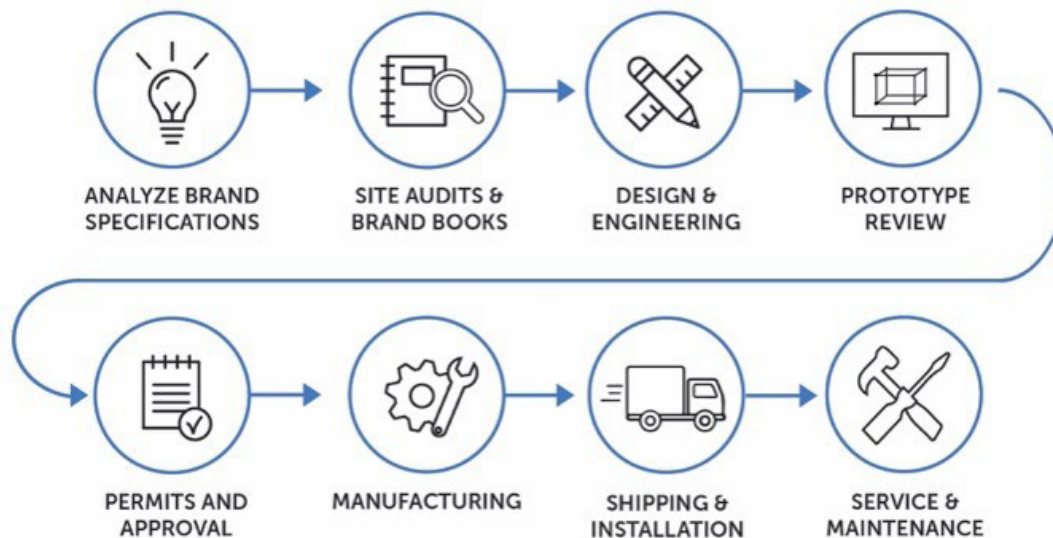 ANALYZE BRAND
SPECIFICATIONS
SITE AUDITS &
BRAND BOOKS
DESIGN &
ENGINEERING
PROTOTYPE
REVIEW
PERMITS AND
APPROVAL
MANUFACTURING
SHIPPING &
INSTALLATION
SERVICE &
MAINTENANCE